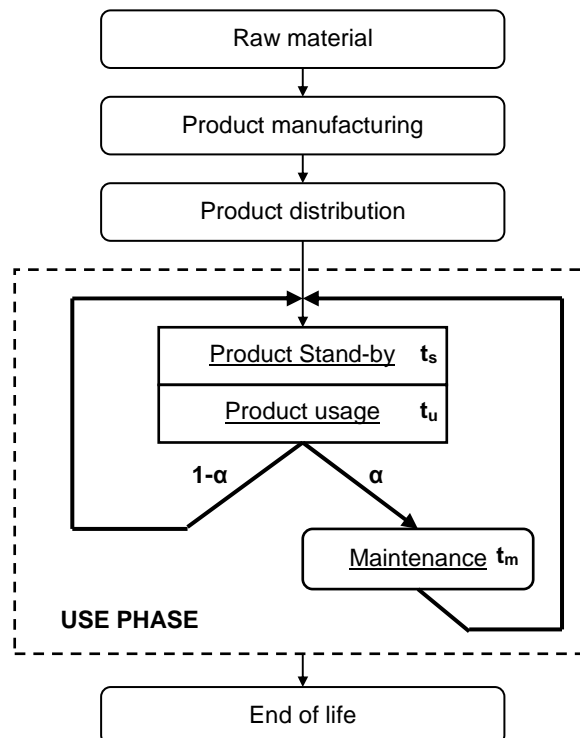 Raw material
Product manufacturing
Product distribution
Product Stand-by ts
Product usage tu
1-α α
Maintenance tm
USE PHASE
End of life